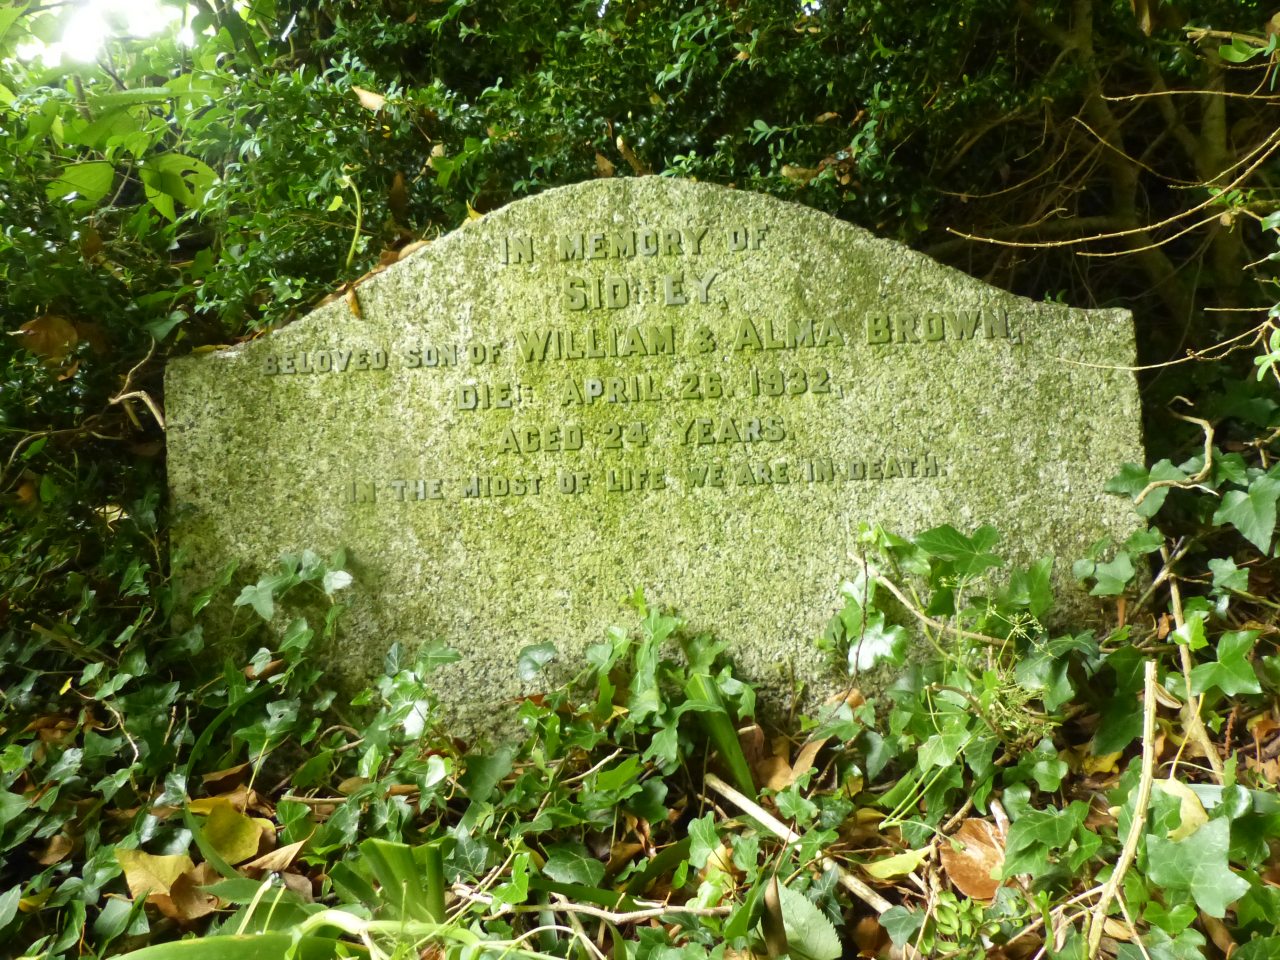 IN MEMORY OF
SIDNEY,
BELOVED SON OF WILLIAM & ALMA BROWN,
DIED APRIL 26. 1932,
AGED 24 YEARS.
IN THE MIDST OF LIFE WE ARE IN DEATH.